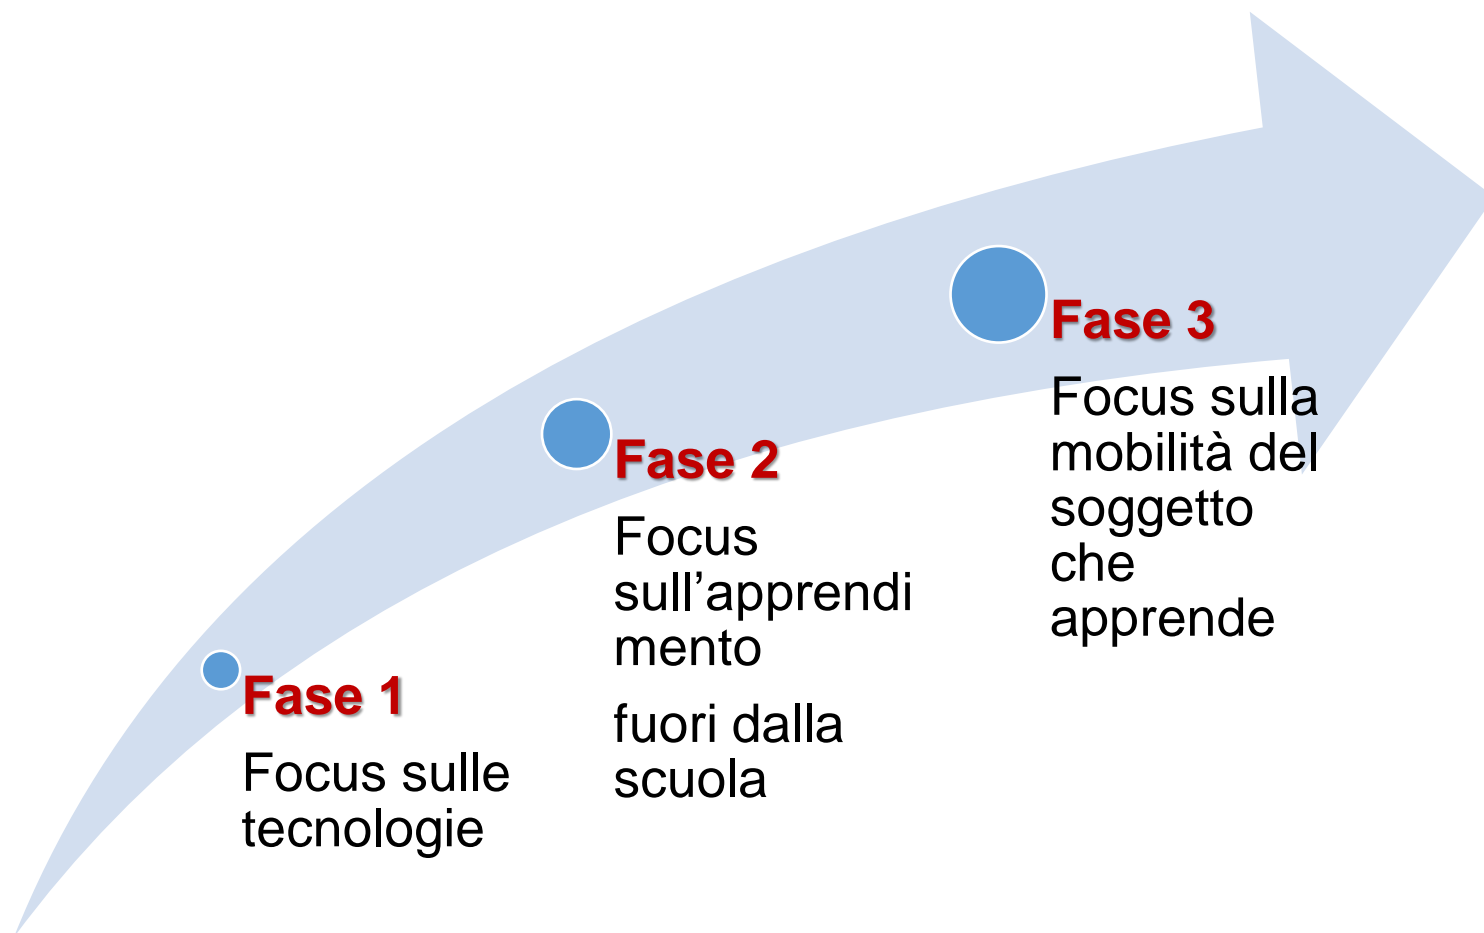 Fase 1
Focus sulle
tecnologie
Fase 2
Focus
sull’apprendi
mento
fuori dalla
scuola
Fase 3
Focus sulla
mobilità del
soggetto
che
apprende